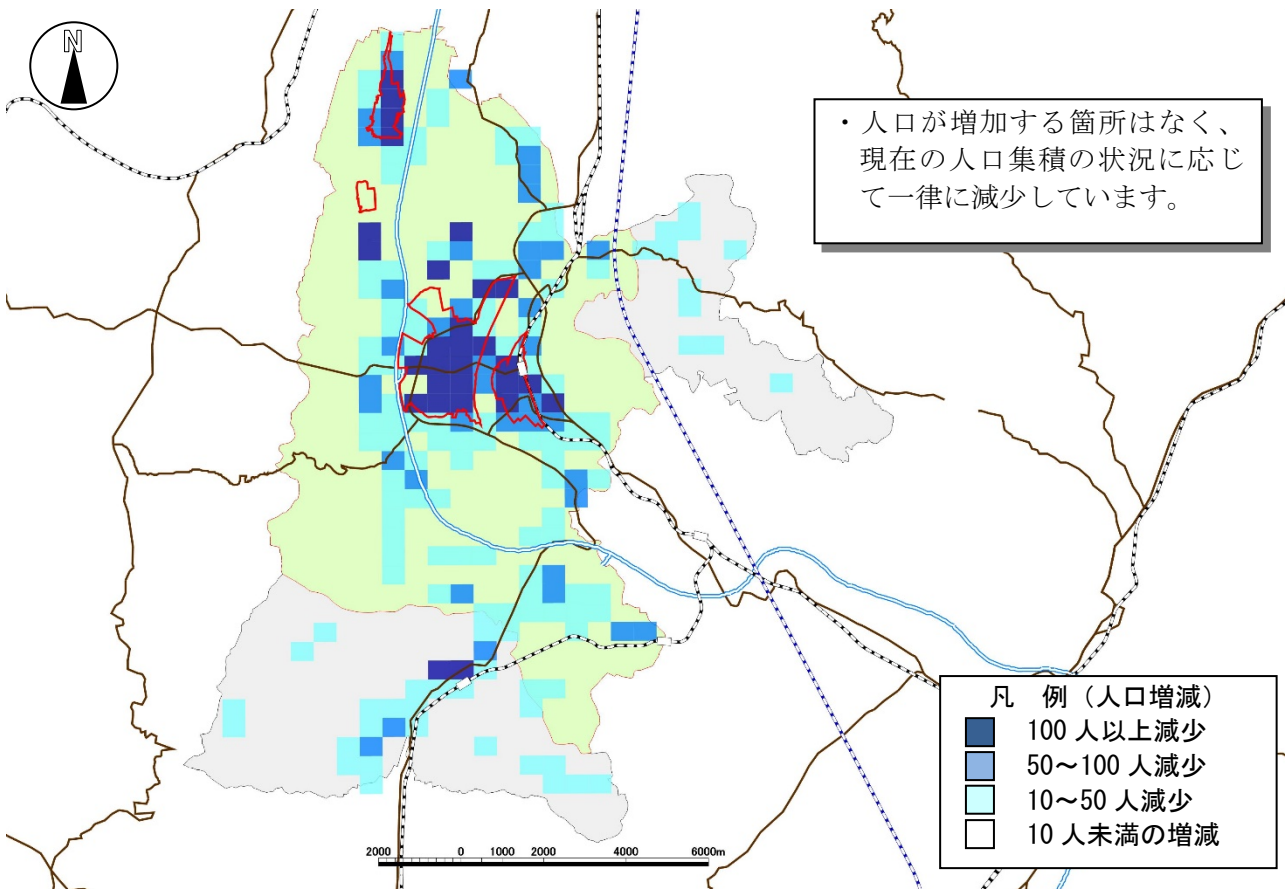 N
・人口が増加する箇所はなく、
現在の人口集積の状況に応じ
て一律に減少しています。
凡 例（人口増減）
100 人以上減少
50～100 人減少
10～50 人減少
10 人未満の増減
2000 0 1000 2000 4000 6000m